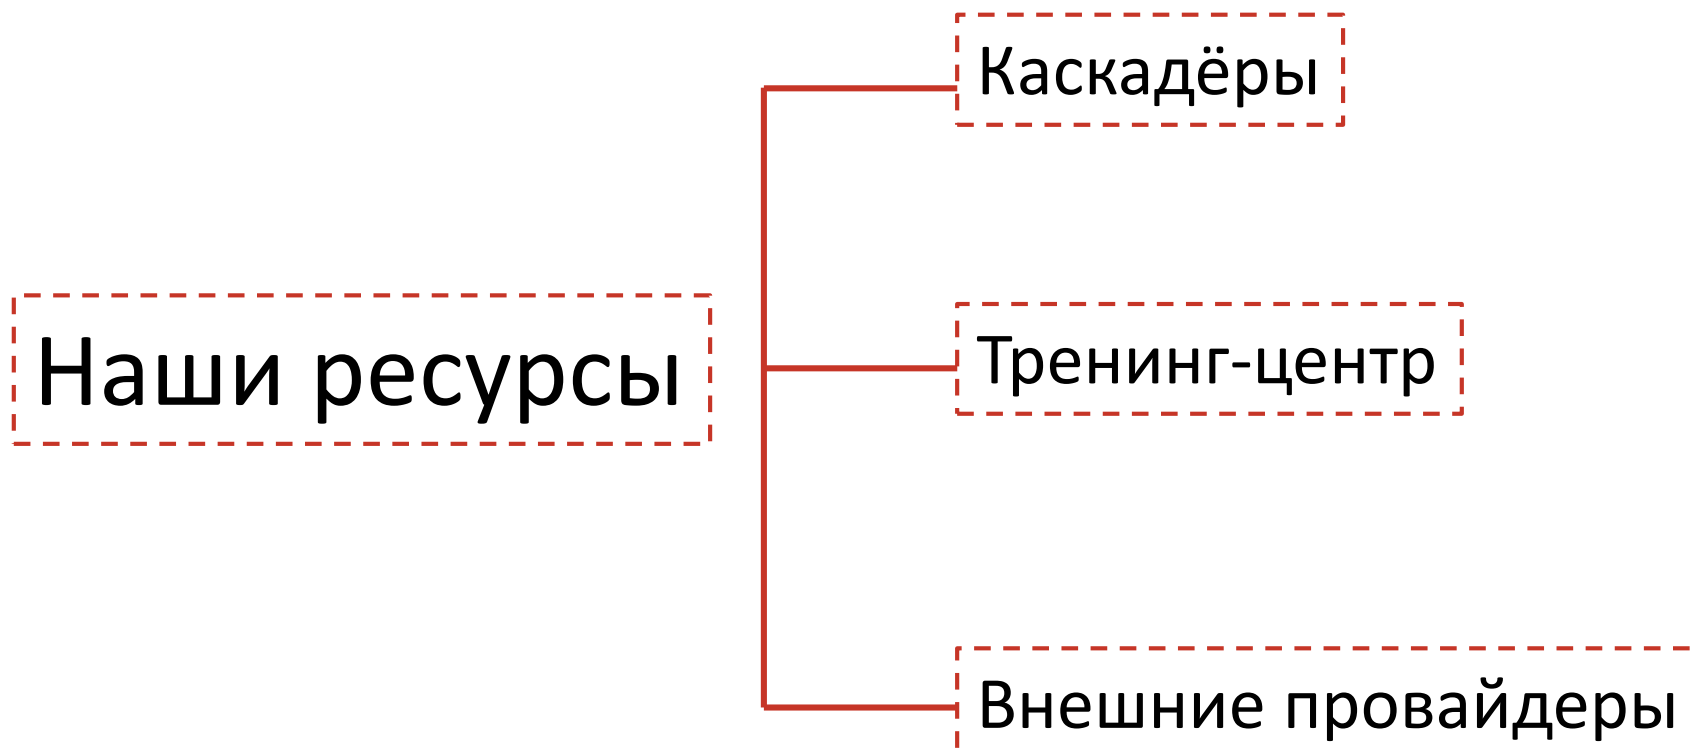 Наши ресурсы
Каскадёры
Тренинг-центр
Внешние провайдеры